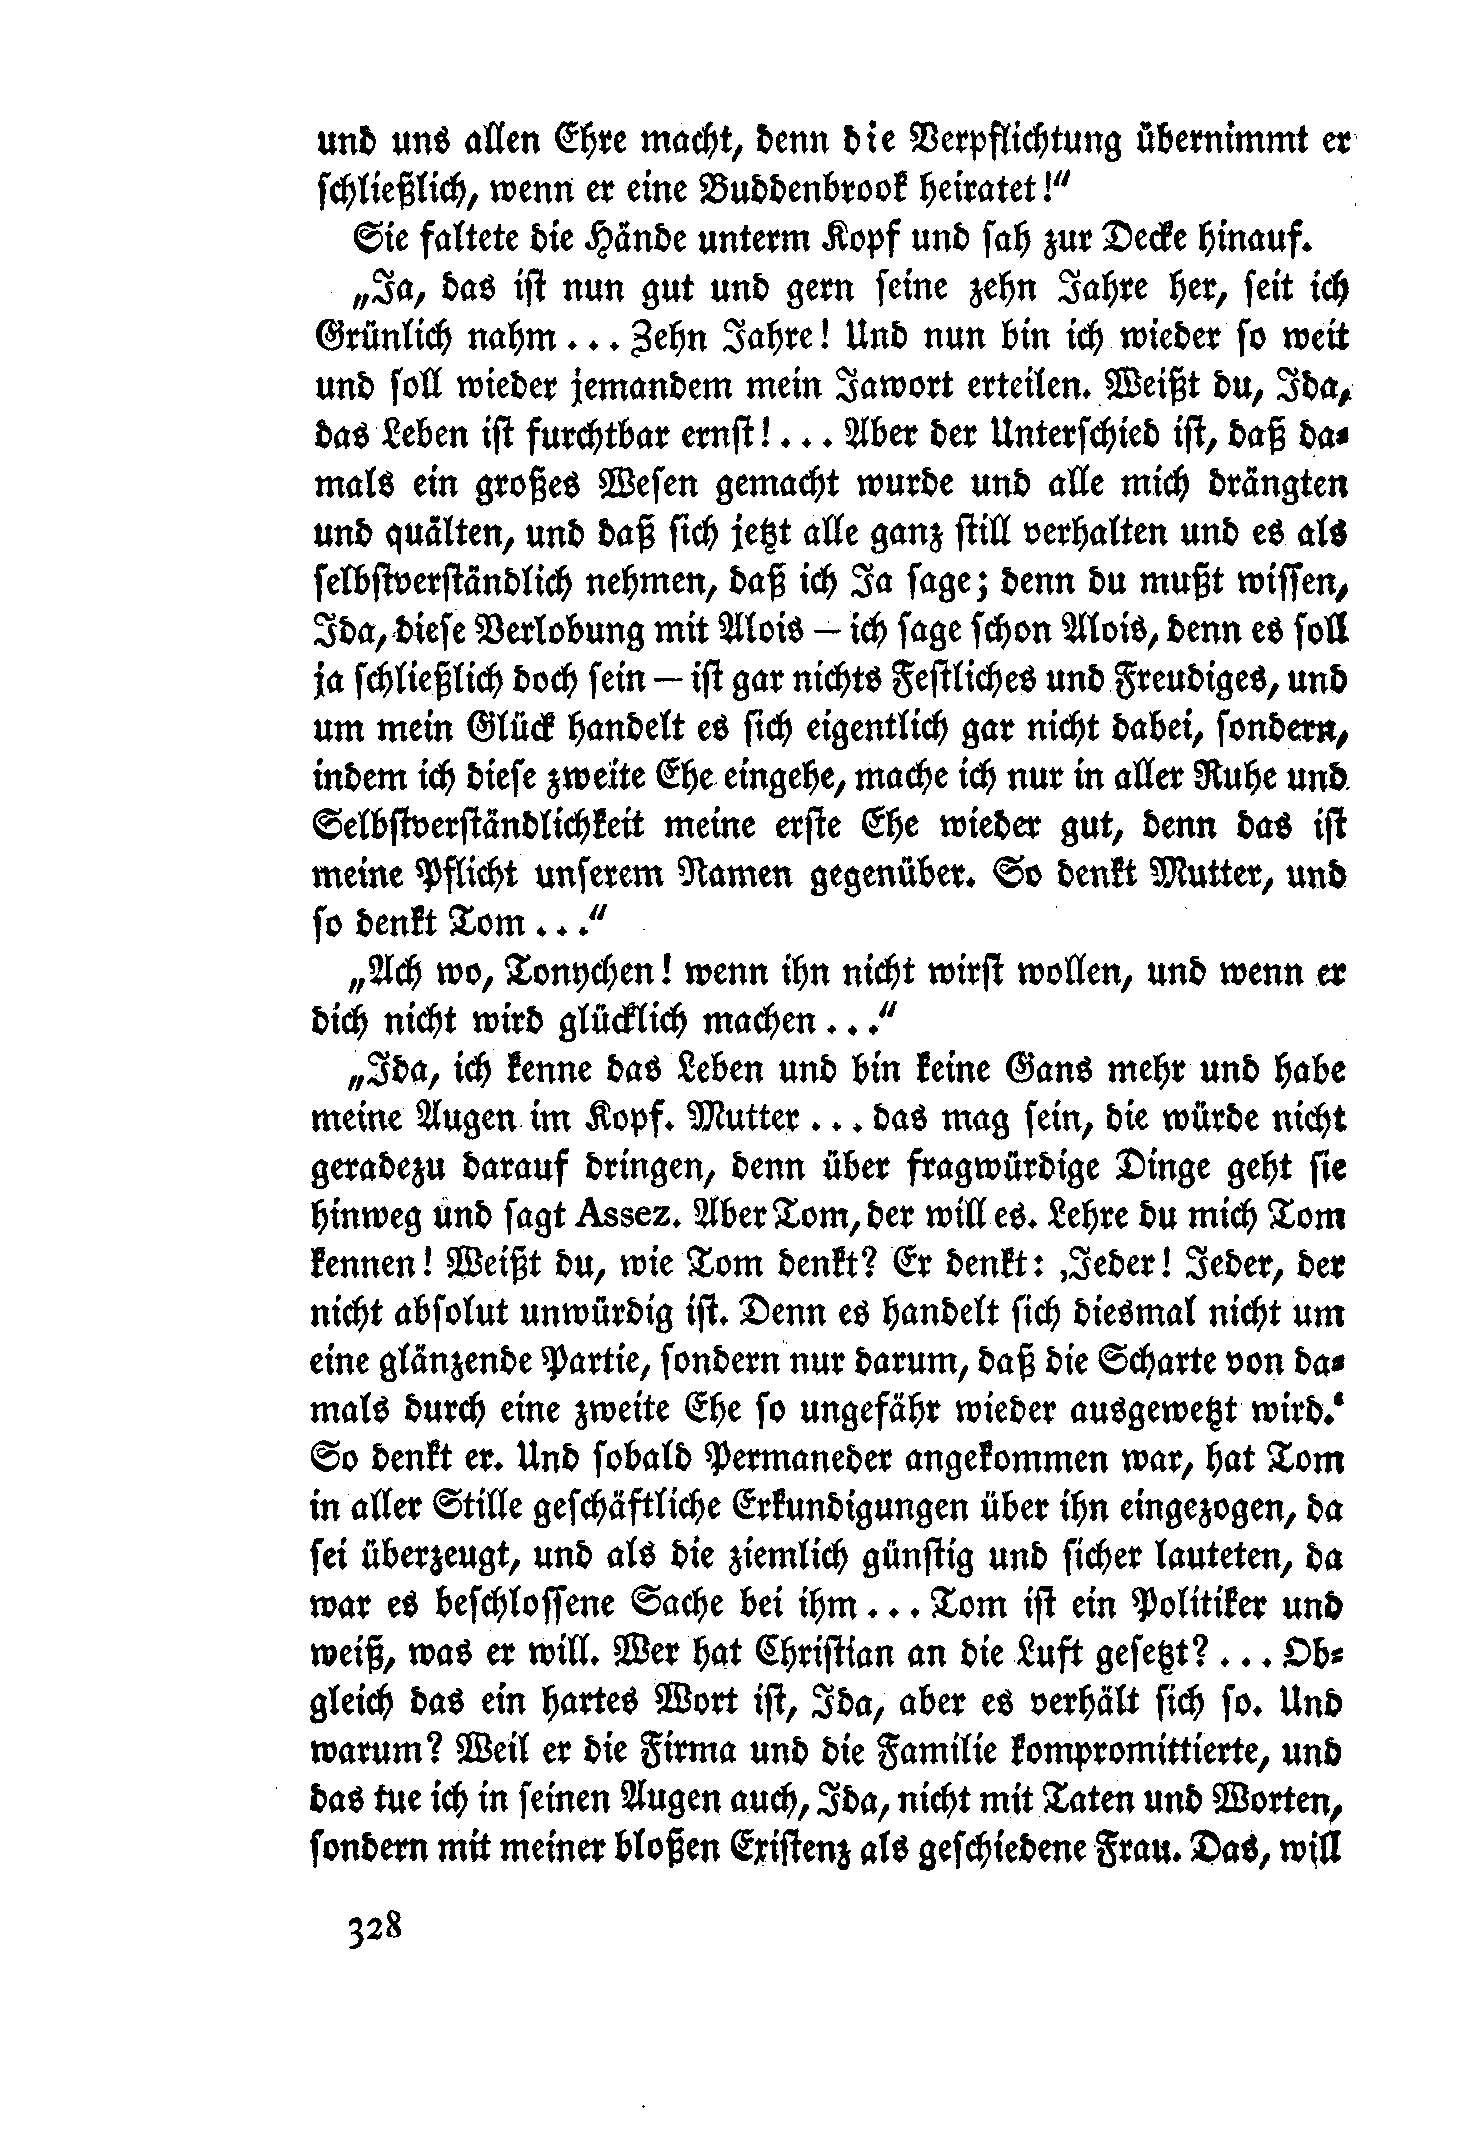 und uns allen Ehre macht, denn die Verpflichtung übernimmt er
schließlich, wenn er eine Buddenbrook heiratet!“
Sie faltete die Hände unterm Kopf und sah zur Decke hinauf.
„Ja, das ist nun gut und gern seine zehn Jahre her, seit ich
Grünlich nahm... Zehn Jahre! Und nun bin ich wieder so weit
und soll wieder jemandem mein Jawort erteilen. Weißt du, Ida,
das Leben ist furchtbar ernst!... Aber der Unterschied ist, daß da-
mals ein großes Wesen gemacht wurde und alle mich drängten
und quälten, und daß sich jetzt alle ganz still verhalten und es als
selbstverständlich nehmen, daß ich Ja sage; denn du mußt wissen,
Ida, diese Verlobung mit Alois – ich sage schon Alois, denn es soll
ja schließlich doch sein – ist gar nichts Festliches und Freudiges, und
um mein Glück handelt es sich eigentlich gar nicht dabei, sondern,
indem ich diese zweite Ehe eingehe, mache ich nur in aller Ruhe und
Selbstverständlichkeit meine erste Ehe wieder gut, denn das ist
meine Pflicht unserem Namen gegenüber. So denkt Mutter, und
so denkt Tom...“
„Ach wo, Tonychen! wenn ihn nicht wirst wollen, und wenn er
dich nicht wird glücklich machen...“
„Ida, ich kenne das Leben und bin keine Gans mehr und habe
meine Augen im Kopf. Mutter... das mag sein, die würde nicht
geradezu darauf dringen, denn über fragwürdige Dinge geht sie
hinweg und sagt Assez. Aber Tom, der will es. Lehre du mich Tom
kennen! Weißt du, wie Tom denkt? Er denkt: ‚Jeder! Jeder, der
nicht absolut unwürdig ist. Denn es handelt sich diesmal nicht um
eine glänzende Partie, sondern nur darum, daß die Scharte von da-
mals durch eine zweite Ehe so ungefähr wieder ausgewetzt wird.‘
So denkt er. Und sobald Permaneder angekommen war, hat Tom
in aller Stille geschäftliche Erkundigungen über ihn eingezogen, da
sei überzeugt, und als die ziemlich günstig und sicher lauteten, da
war es beschlossene Sache bei ihm... Tom ist ein Politiker und
weiß, was er will. Wer hat Christian an die Luft gesetzt?... Ob-
gleich das ein hartes Wort ist, Ida, aber es verhält sich so. Und
warum? Weil er die Firma und die Familie kompromittierte, und
das tue ich in seinen Augen auch, Ida, nicht mit Taten und Worten,
sondern mit meiner bloßen Existenz als geschiedene Frau. Das, will
328